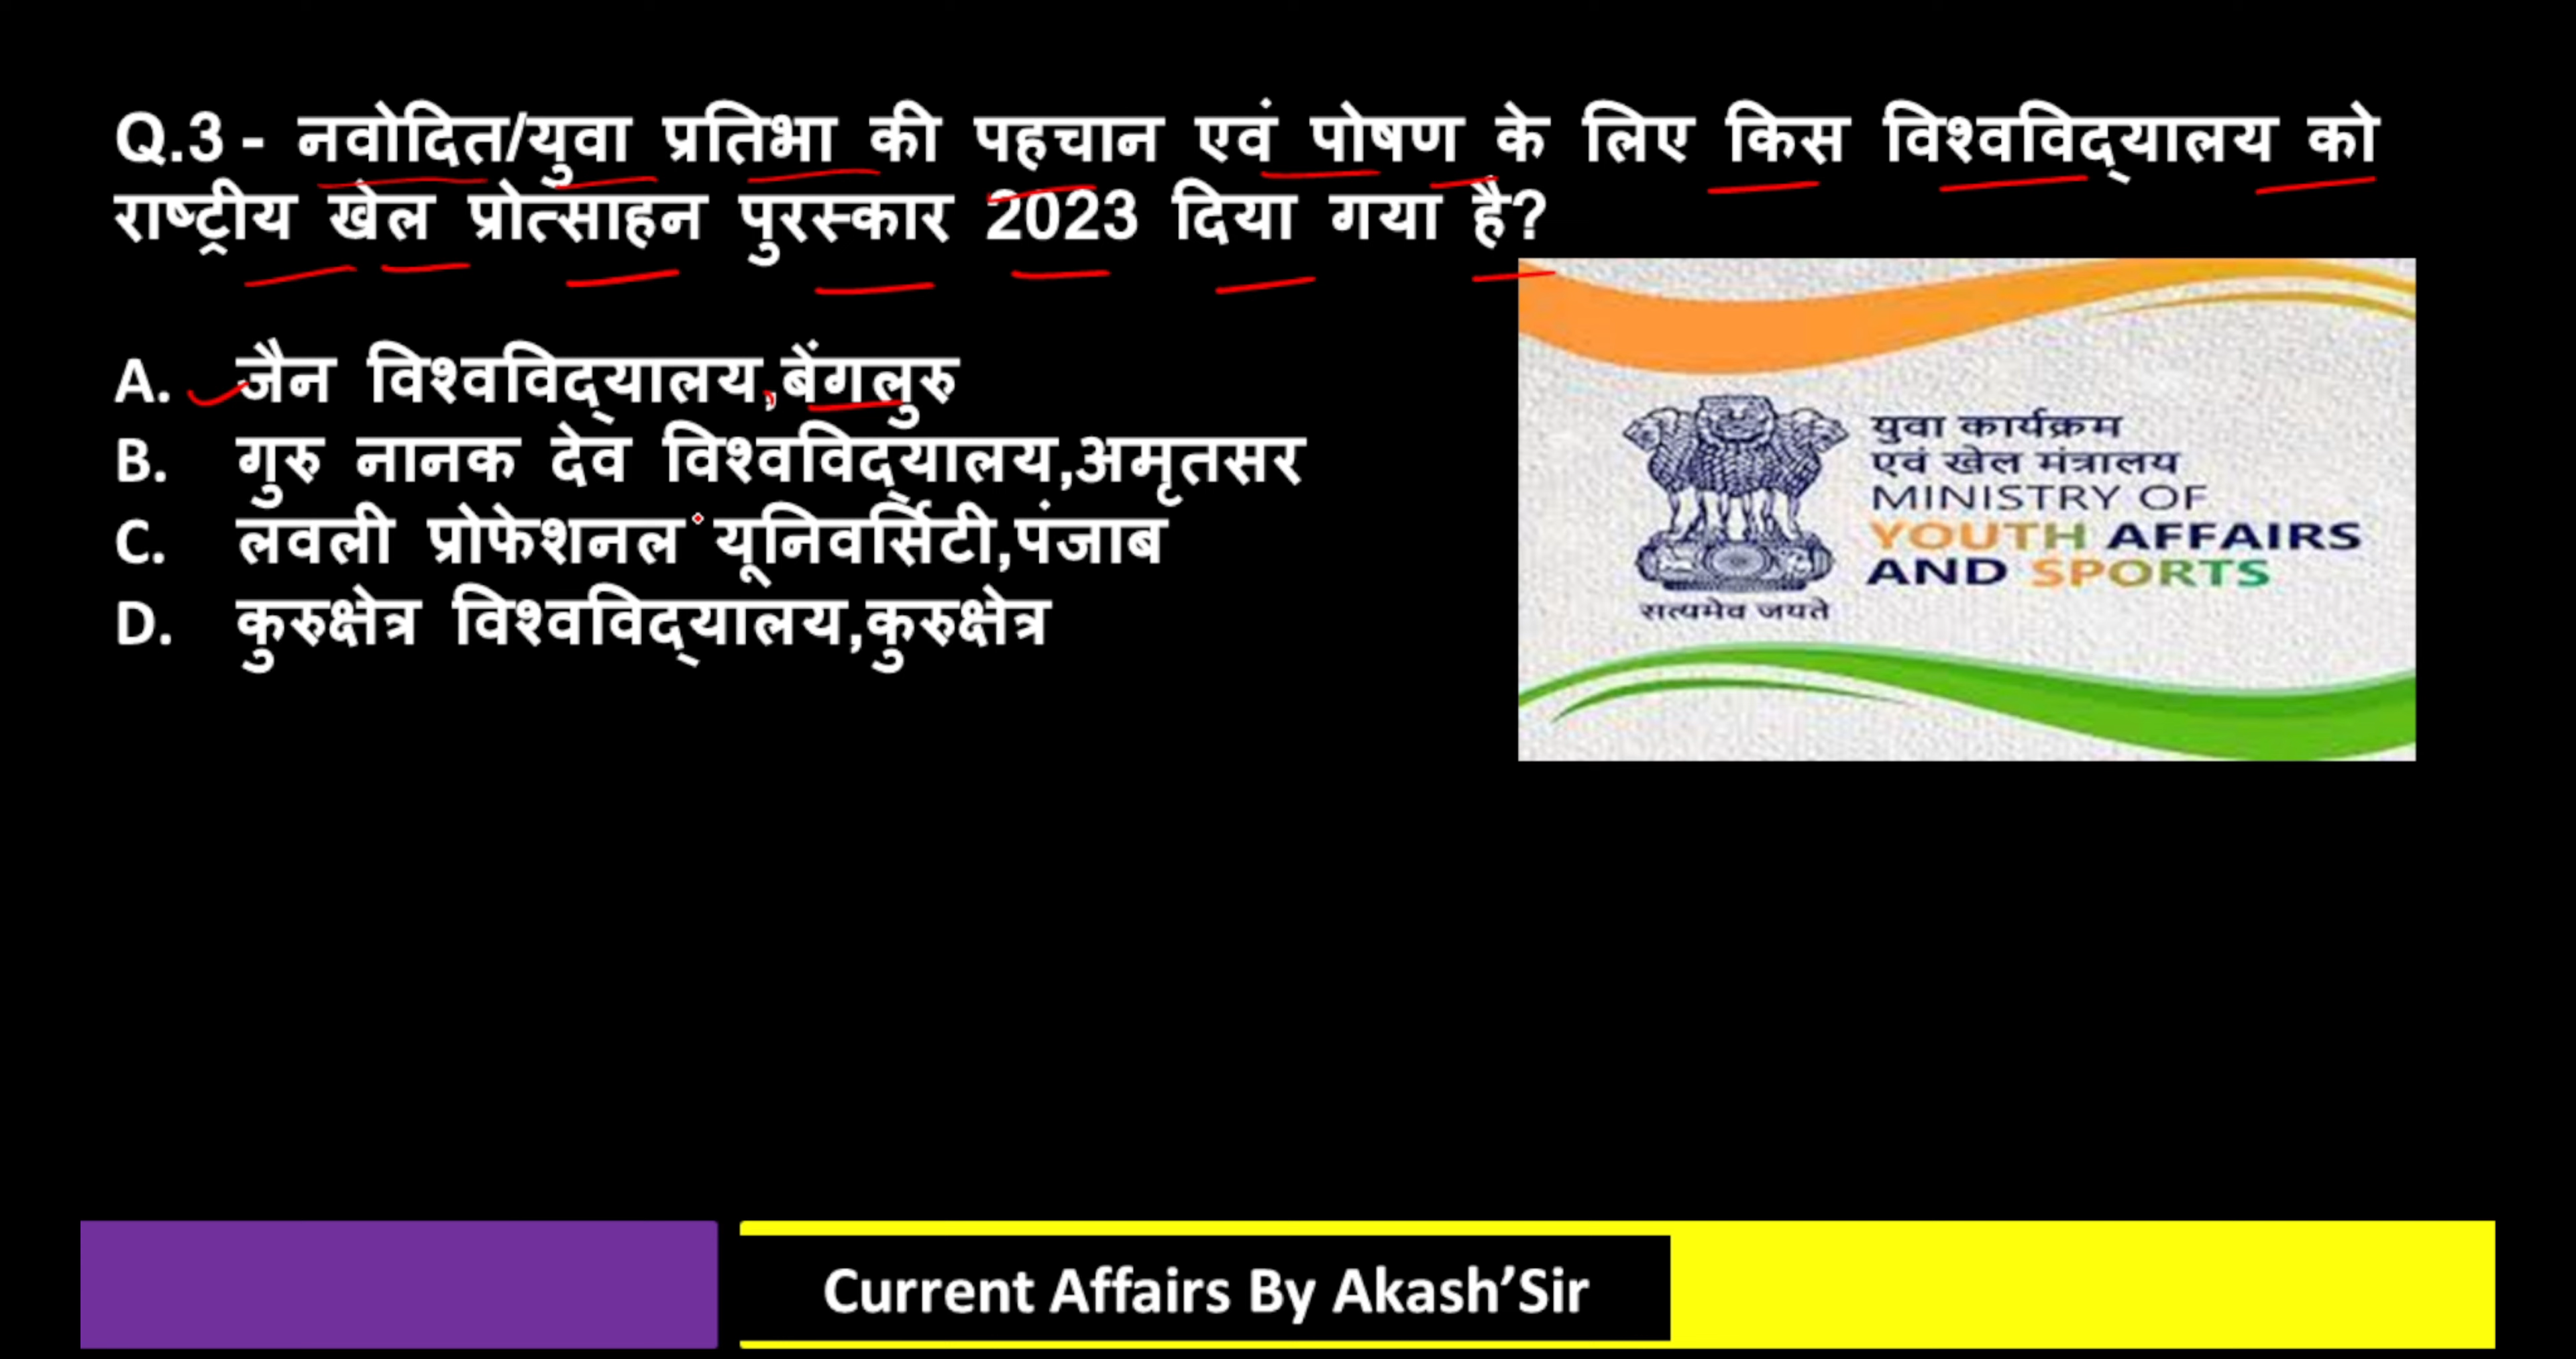 Q.3 - नवोदित/युवा प्रतिभा की पहचान एवं पोषण के लिए किस विश्वविद्यालय को
राष्ट्रीय खेल प्रोत्साहन पुरस्कार 2023 दिया गया है?
A. जैन विश्वविद्यालय,बेंगलुरु
B. गुरु नानक देव विश्वविद्यालय,अमृतसर
C. लवली प्रोफेशनल यूनिवर्सिटी,पंजाब
D. कुरुक्षेत्र विश्वविद्यालय,कुरुक्षेत्र
युवा कार्यक्रम
एवं खेल मंत्रालय
MINISTRY OF
YOUTH AFFAIRS
AND SPORTS
सत्यमेव जयते
Current Affairs By Akash’Sir